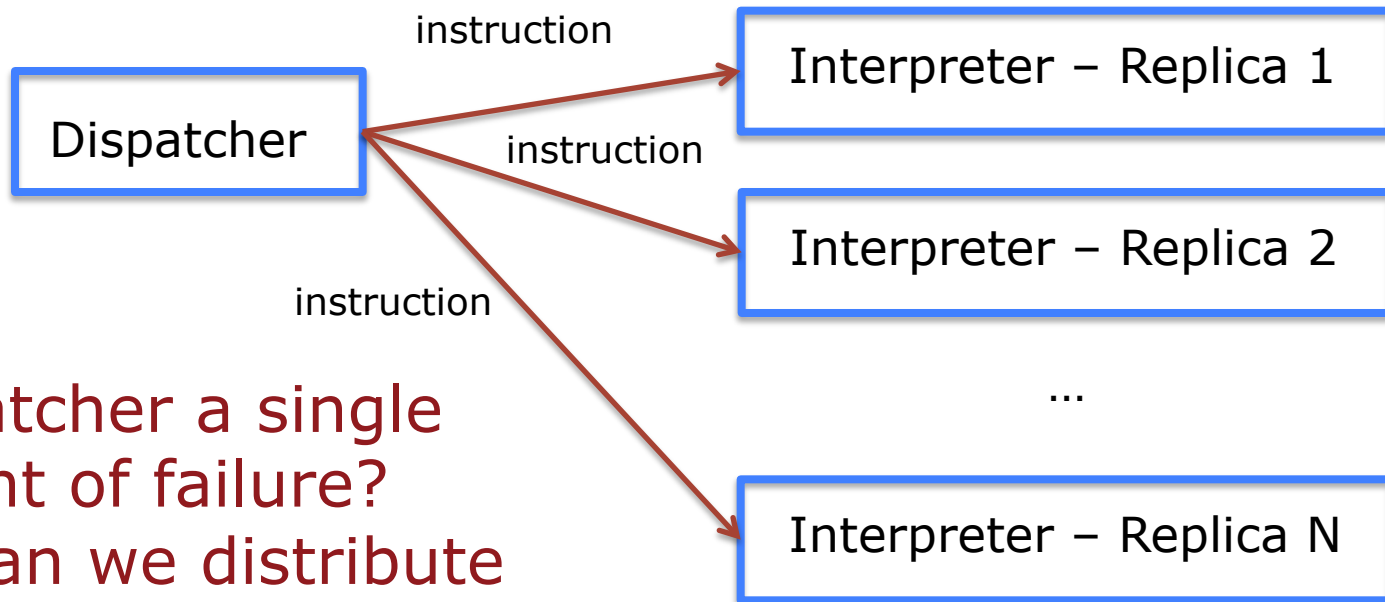 instruction
Interpreter – Replica 1
Dispatcher
instruction
Interpreter – Replica 2
instruction
...
atcher a single
nt of failure?
an we distribute
Interpreter – Replica N